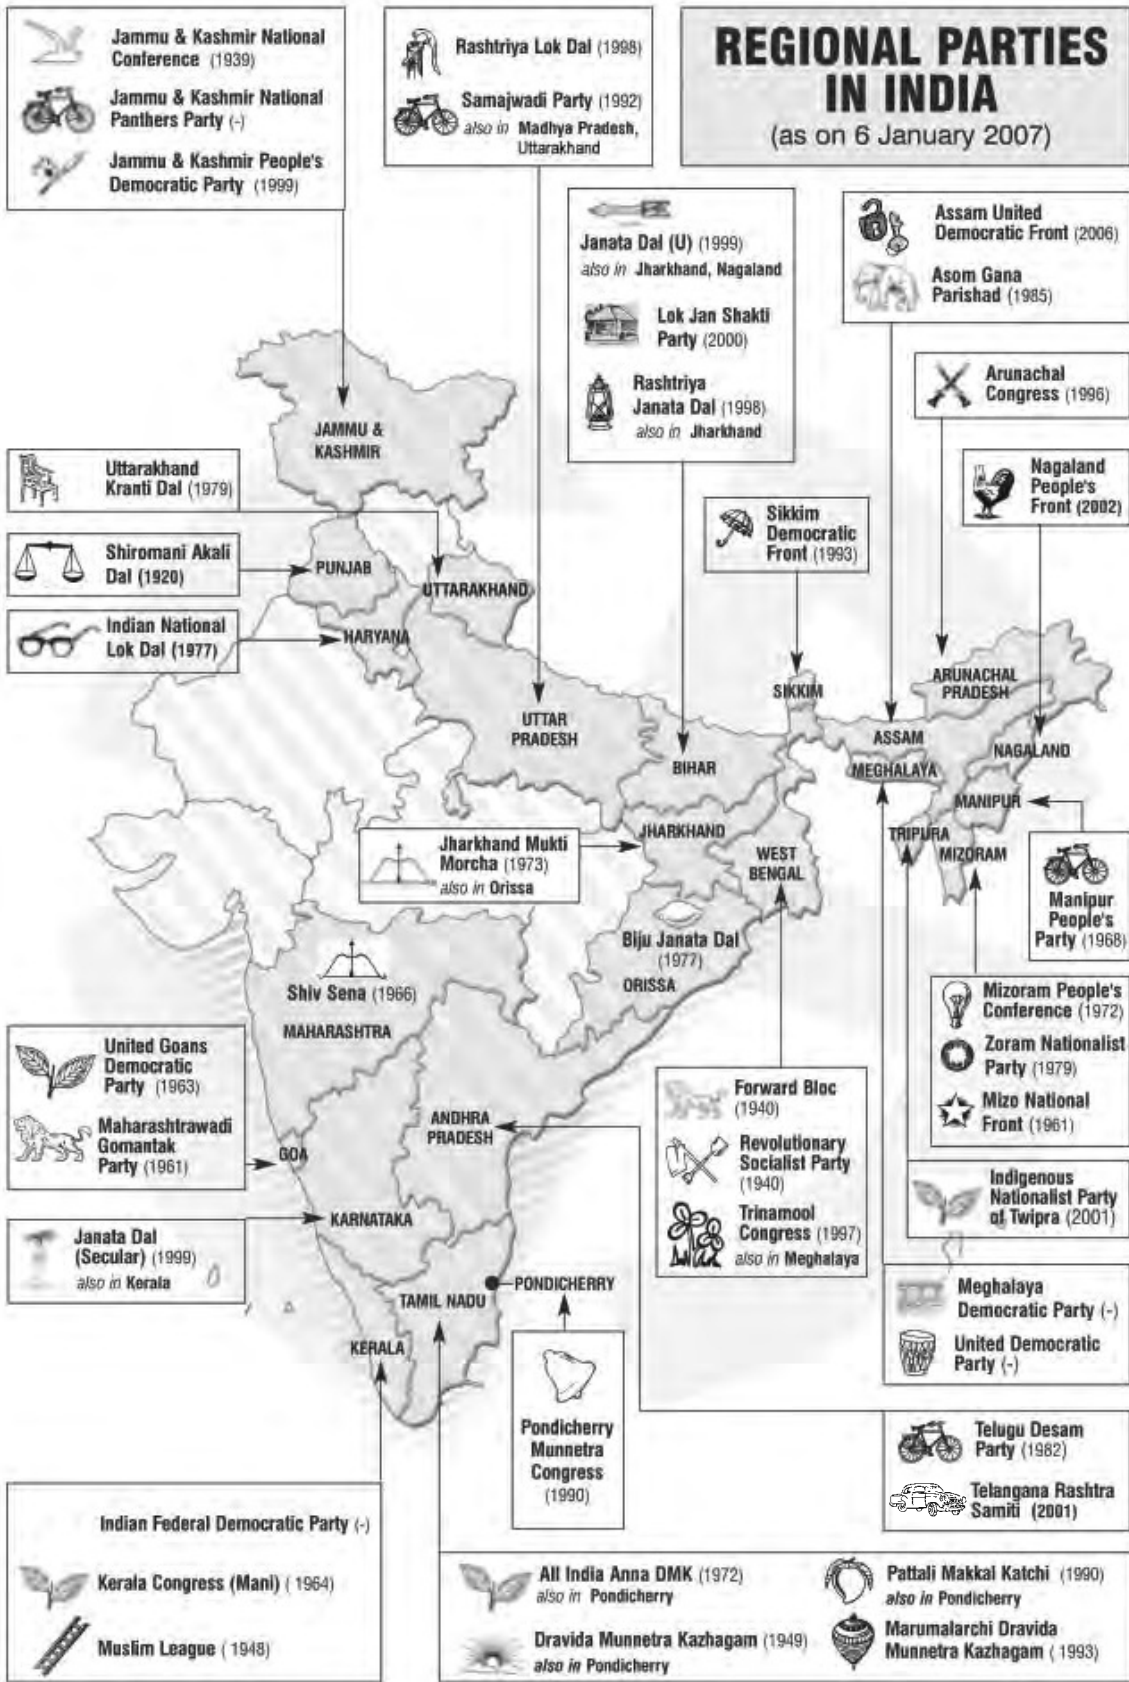 REGIONAL PARTIES
IN INDIA
(as on 6 January 2007)
Jammu & Kashmir National
Conference (1939)
Jammu & Kashmir National
Panthers Party (-)
Jammu & Kashmir People's
Democratic Party (1999)
Rashtriya Lok Dal (1998)
Samajwadi Party (1992)
also in Madhya Pradesh,
Uttarakhand
Janata Dal (U) (1999)
also in Jharkhand, Nagaland
Lok Jan Shakti
Party (2000)
Rashtriya
Janata Dal (1998)
also in Jharkhand
Assam United
Democratic Front (2006)
Asom Gana
Parishad (1985)
Arunachal
Congress (1996)
Nagaland
People's
Front (2002)
Sikkim
Democratic
Front (1993)
Uttarakhand
Kranti Dal (1979)
Shiromani Akali
Dal (1920)
Indian National
Lok Dal (1977)
JAMMU &
KASHMIR
PUNJAB
UTTARAKHAND
HARYANA
UTTAR
PRADESH
BIHAR
SIKKIM
ARUNACHAL
PRADESH
ASSAM
NAGALAND
MEGHALAYA
MANIPUR
TRIPURA
MIZORAM
JHARKHAND
WEST
BENGAL
Jharkhand Mukti
Morcha (1973)
also in Orissa
Biju Janata Dal
(1977)
ORISSA
Shiv Sena (1966)
MAHARASHTRA
Manipur
People's
Party (1968)
Mizoram People's
Conference (1972)
Zoram Nationalist
Party (1979)
Mizo National
Front (1961)
United Goans
Democratic
Party (1963)
Maharashtrawadi
Gomantak
Party (1961)
GOA
ANDHRA
PRADESH
KARNATAKA
Janata Dal
(Secular) (1999)
also in Kerala
Forward Bloc
(1940)
Revolutionary
Socialist Party
(1940)
Trinamool
Congress (1997)
also in Meghalaya
Indigenous
Nationalist Party
of Twipra (2001)
Meghalaya
Democratic Party (-)
United Democratic
Party (-)
TAMIL NADU
PONDICHERRY
KERALA
Pondicherry
Munnetra
Congress
(1990)
Telugu Desam
Party (1982)
Telangana Rashtra
Samiti (2001)
Indian Federal Democratic Party (-)
Kerala Congress (Mani) ( 1964)
Muslim League ( 1948)
All India Anna DMK (1972)
also in Pondicherry
Dravida Munnetra Kazhagam (1949)
also in Pondicherry
Pattali Makkal Katchi (1990)
also in Pondicherry
Marumalarchi Dravida
Munnetra Kazhagam ( 1993)